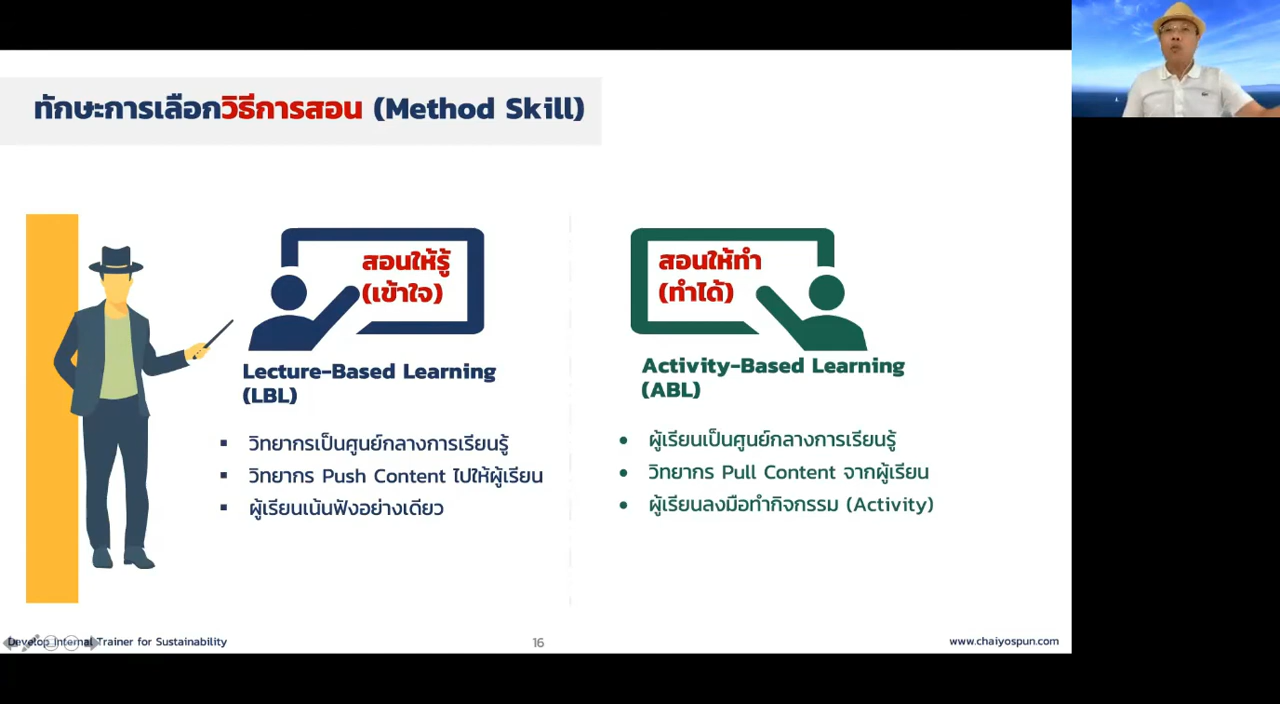 ทักษะการเลือกวิธีการสอน (Method Skill)
สอนให้รู้
(เข้าใจ)
Lecture-Based Learning
(LBL)
วิทยากรเป็นศูนย์กลางการเรียนรู้
วิทยากร Push Content ไปให้ผู้เรียน
ผู้เรียนเน้นฟังอย่างเดียว
สอนให้ทำ
(ทำได้)
Activity-Based Learning
(ABL)
ผู้เรียนเป็นศูนย์กลางการเรียนรู้
วิทยากร Pull Content จากผู้เรียน
ผู้เรียนลงมือทำกิจกรรม (Activity)
Develop Internal Trainer for Sustainability
16
www.chaiyospun.com